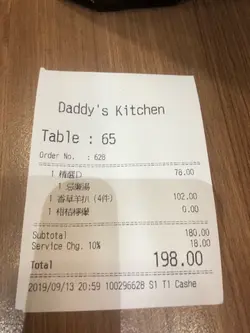 Daddy's Kitchen
Table : 65
Order No. : 628
1 精選D 78.00
1 忌廉湯
1 香草羊扒 (4件) 102.00
1 柑桔檸檬 0.00
Subtotal 180.00
Service Chg. 10% 18.00
Total 198.00
2019/09/13 20:59 100296628 S1 T1 Cashe